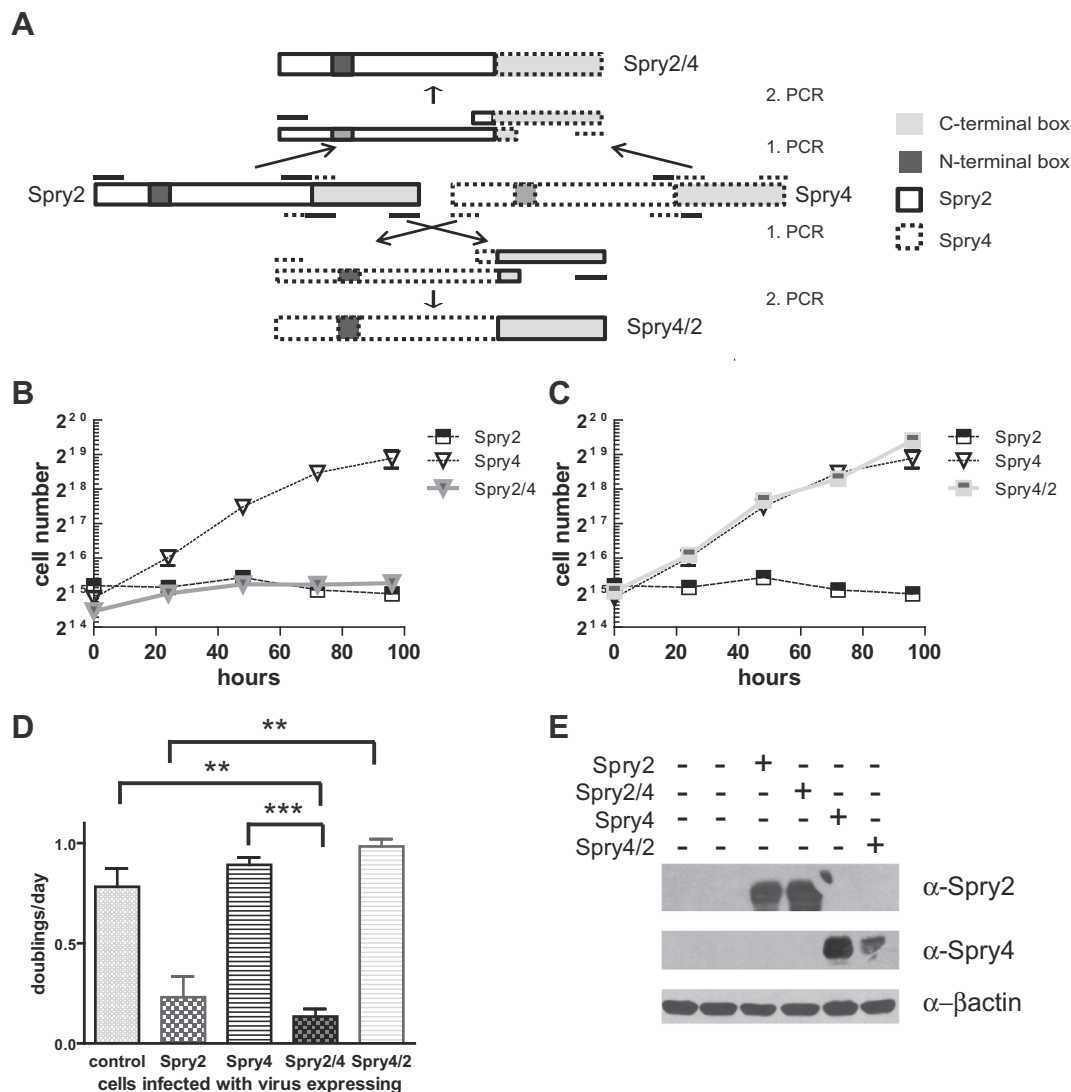 A
Spry2/4
2. PCR
1. PCR
C-terminal box
N-terminal box
Spry2
Spry4
Spry2
Spry4
1. PCR
2. PCR
Spry4/2
B
cell number
2^20
2^19
2^18
2^17
2^16
2^15
2^14
0 20 40 60 80 100
hours
Spry2
Spry4
Spry2/4
C
cell number
2^20
2^19
2^18
2^17
2^16
2^15
2^14
0 20 40 60 80 100
hours
Spry2
Spry4
Spry4/2
D
**
**
***
doublings/day
1.0
0.5
0.0
control Spry2 Spry4 Spry2/4 Spry4/2
cells infected with virus expressing
E
Spry2 - - + - - -
Spry2/4 - - - + - -
Spry4 - - - - + -
Spry4/2 - - - - - +
α-Spry2
α-Spry4
α-βactin